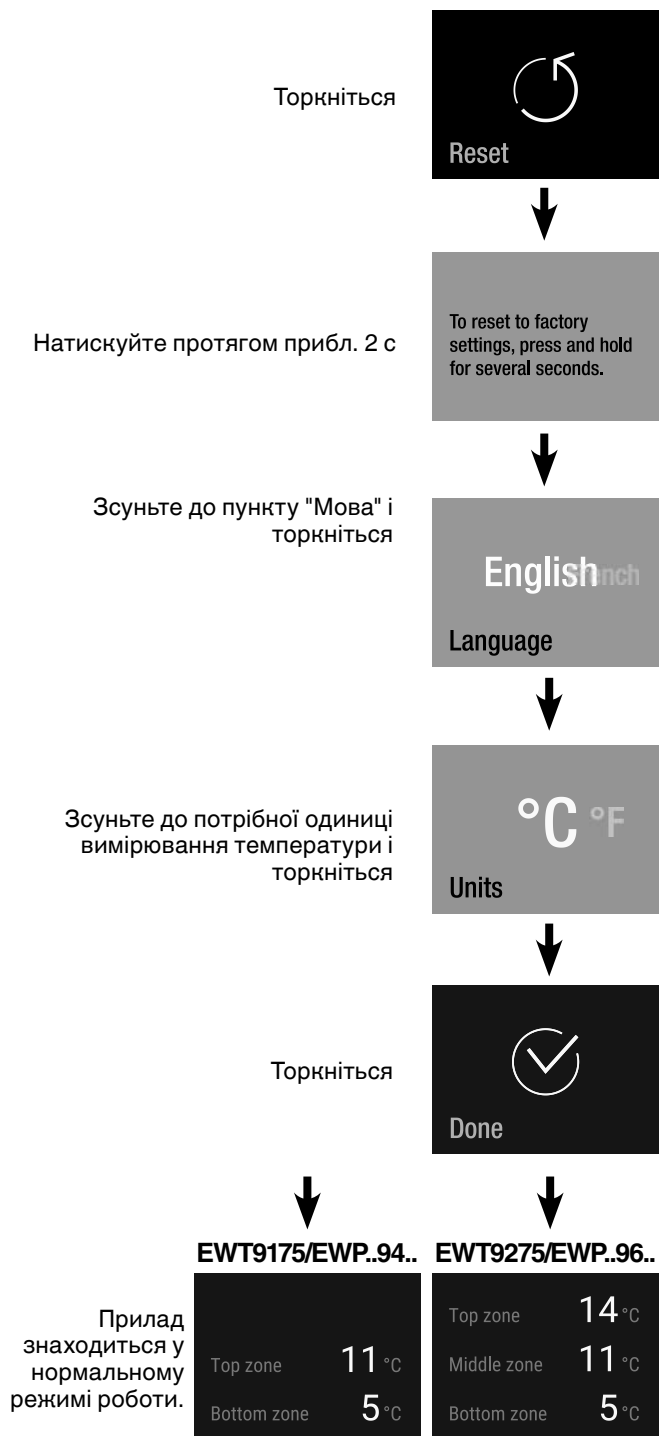 Торкніться
Reset
Натискуйте протягом прибл. 2 с
To reset to factory
settings, press and hold
for several seconds.
Зсуньте до пункту "Мова" і
торкніться
English French
Language
Зсуньте до потрібної одиниці
вимірювання температури і
торкніться
°C °F
Units
Торкніться
Done
EWT9175/EWP..94..
EWT9275/EWP..96..
Прилад
знаходиться у
нормальному
режимі роботи.
Top zone 11 °C
Bottom zone 5 °C
Top zone 14 °C
Middle zone 11 °C
Bottom zone 5 °C